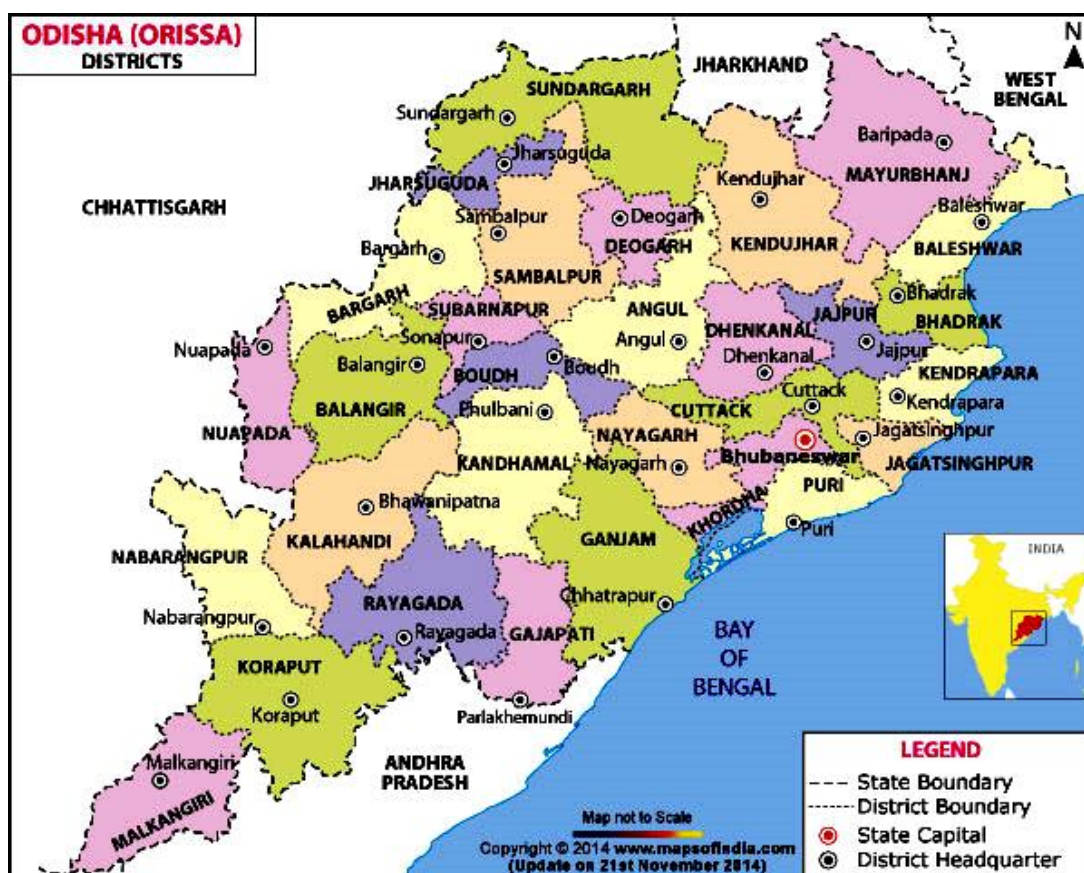 ODISHA (ORISSA)
DISTRICTS
N
JHARKHAND
WEST
BENGAL
SUNDARGARH
Sundargarh
Baripada
Jharsuguda
MAYURBHANJ
JHARSUGUDA
Kendujhar
CHHATTISGARH
Baleshwar
Sambalpur
Deogarh
KENDUJHAR
DEOGARH
BALESHWAR
Bargarh
SAMBALPUR
BARGARH
SUBARNAPUR
ANGUL
Bhadrak
JAJPUR
BHADRAK
DHENKANAL
Nuapada
Sonapur
Angul
Jajpur
Balangir
BOUDH
Boudh
Dhenkanal
KENDRAPARA
Cuttack
BALANGIR
Phulbani
CUTTACK
Kendrapara
NUAPADA
NAYAGARH
Jagatsinghpur
Bhubaneswar
KANDHAMAL
Nayagarh
JAGATSINGHPUR
PURI
KHORDHA
Bhawanipatna
Puri
KALAHANDI
GANJAM
NABARANGPUR
INDIA
RAYAGADA
Chhatrapur
Nabarangpur
Rayagada
GAJAPATI
BAY
OF
BENGAL
KORAPUT
Koraput
Parlakhemundi
Malkangiri
ANDHRA
PRADESH
MALKANGIRI
LEGEND
State Boundary
District Boundary
State Capital
District Headquarter
Map not to Scale
Copyright © 2014 www.mapsofindia.com
(Update on 21st November 2014)